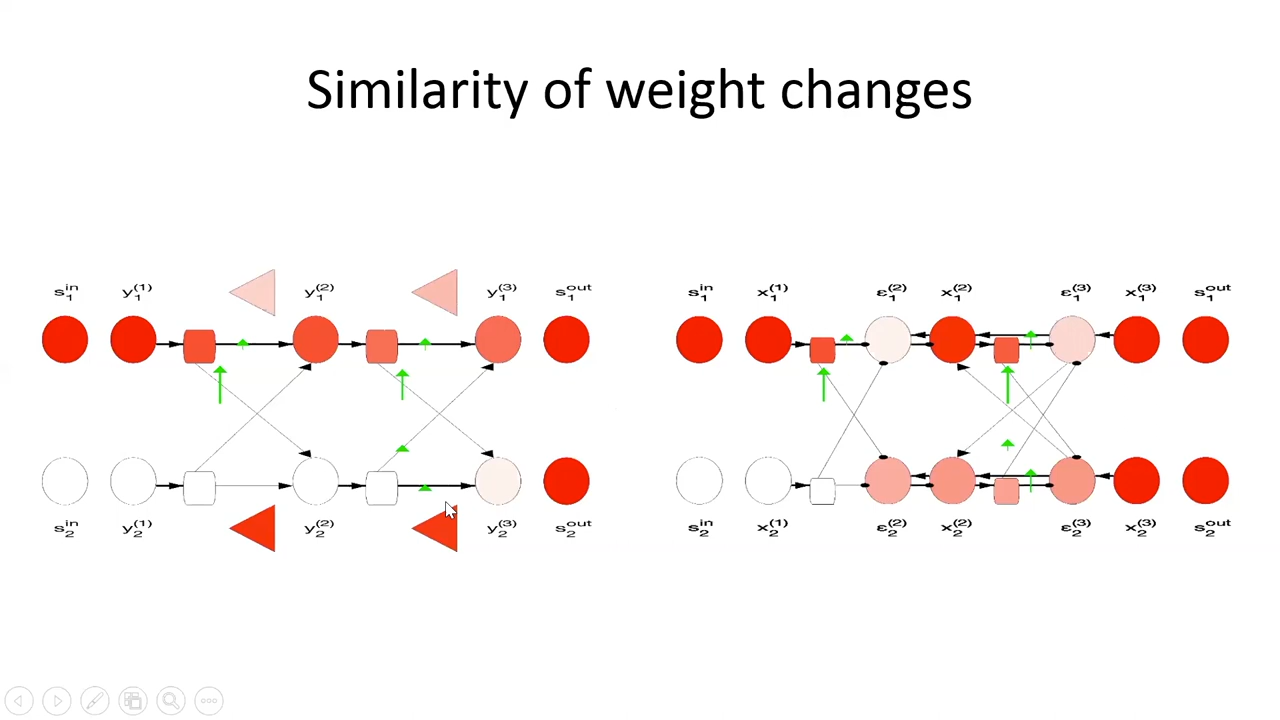 Similarity of weight changes
s₁ⁱⁿ y₁⁽¹⁾ y₁⁽²⁾ y₁⁽³⁾ s₁ᵒᵘᵗ s₁ⁱⁿ x₁⁽¹⁾ ε₁⁽²⁾ x₁⁽²⁾ ε₁⁽³⁾ x₁⁽³⁾ s₁ᵒᵘᵗ
s₂ⁱⁿ y₂⁽¹⁾ y₂⁽²⁾ y₂⁽³⁾ s₂ᵒᵘᵗ s₂ⁱⁿ x₂⁽¹⁾ ε₂⁽²⁾ x₂⁽²⁾ ε₂⁽³⁾ x₂⁽³⁾ s₂ᵒᵘᵗ